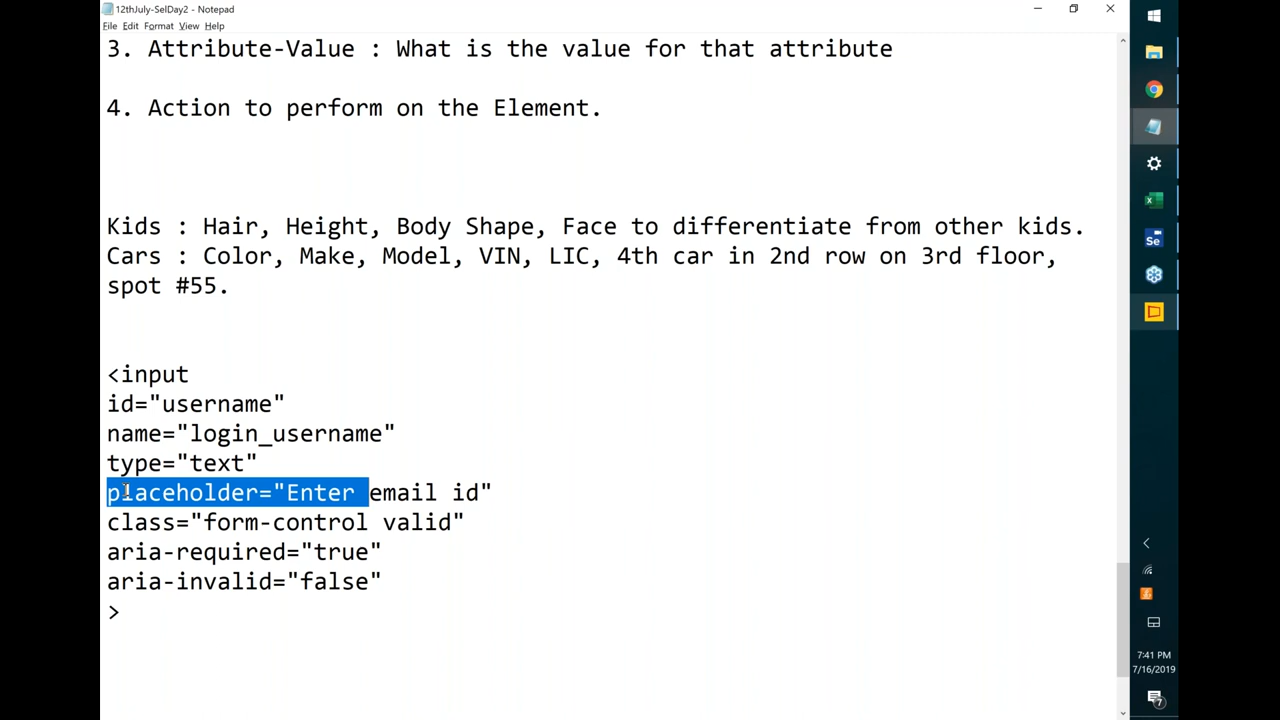 12thJuly-SelDay2 - Notepad
File Edit Format View Help
3. Attribute-Value : What is the value for that attribute
4. Action to perform on the Element.
Kids : Hair, Height, Body Shape, Face to differentiate from other kids.
Cars : Color, Make, Model, VIN, LIC, 4th car in 2nd row on 3rd floor,
spot #55.
<input
id="username"
name="login_username"
type="text"
placeholder="Enter email id"
class="form-control valid"
aria-required="true"
aria-invalid="false"
>
Se
7:41 PM
7/16/2019
7